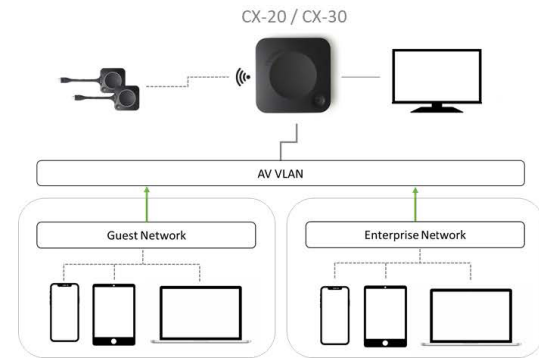 CX-20 / CX-30
AV VLAN
Guest Network
Enterprise Network